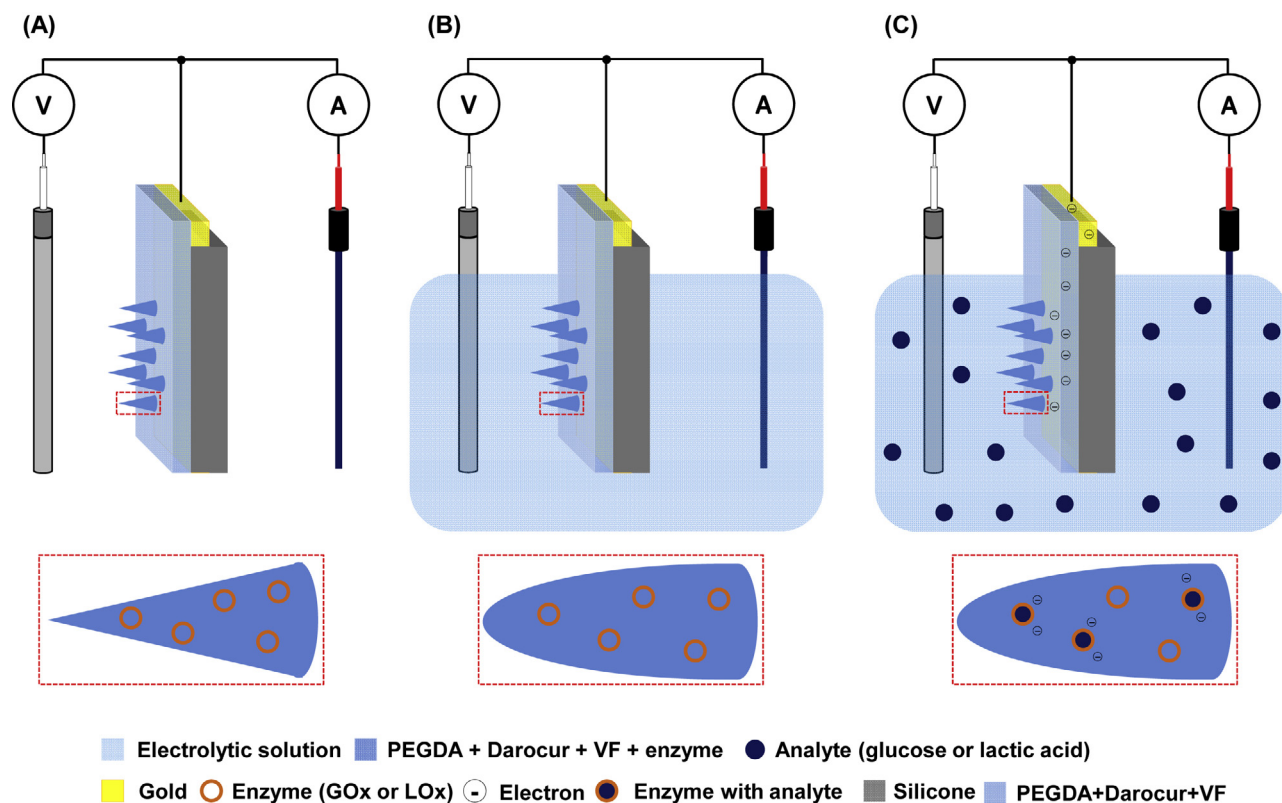 (A) (B) (C)
V A V A V A
Electrolytic solution PEGDA + Darocur + VF + enzyme Analyte (glucose or lactic acid)
Gold Enzyme (GOx or LOx) - Electron Enzyme with analyte Silicone PEGDA+Darocur+VF